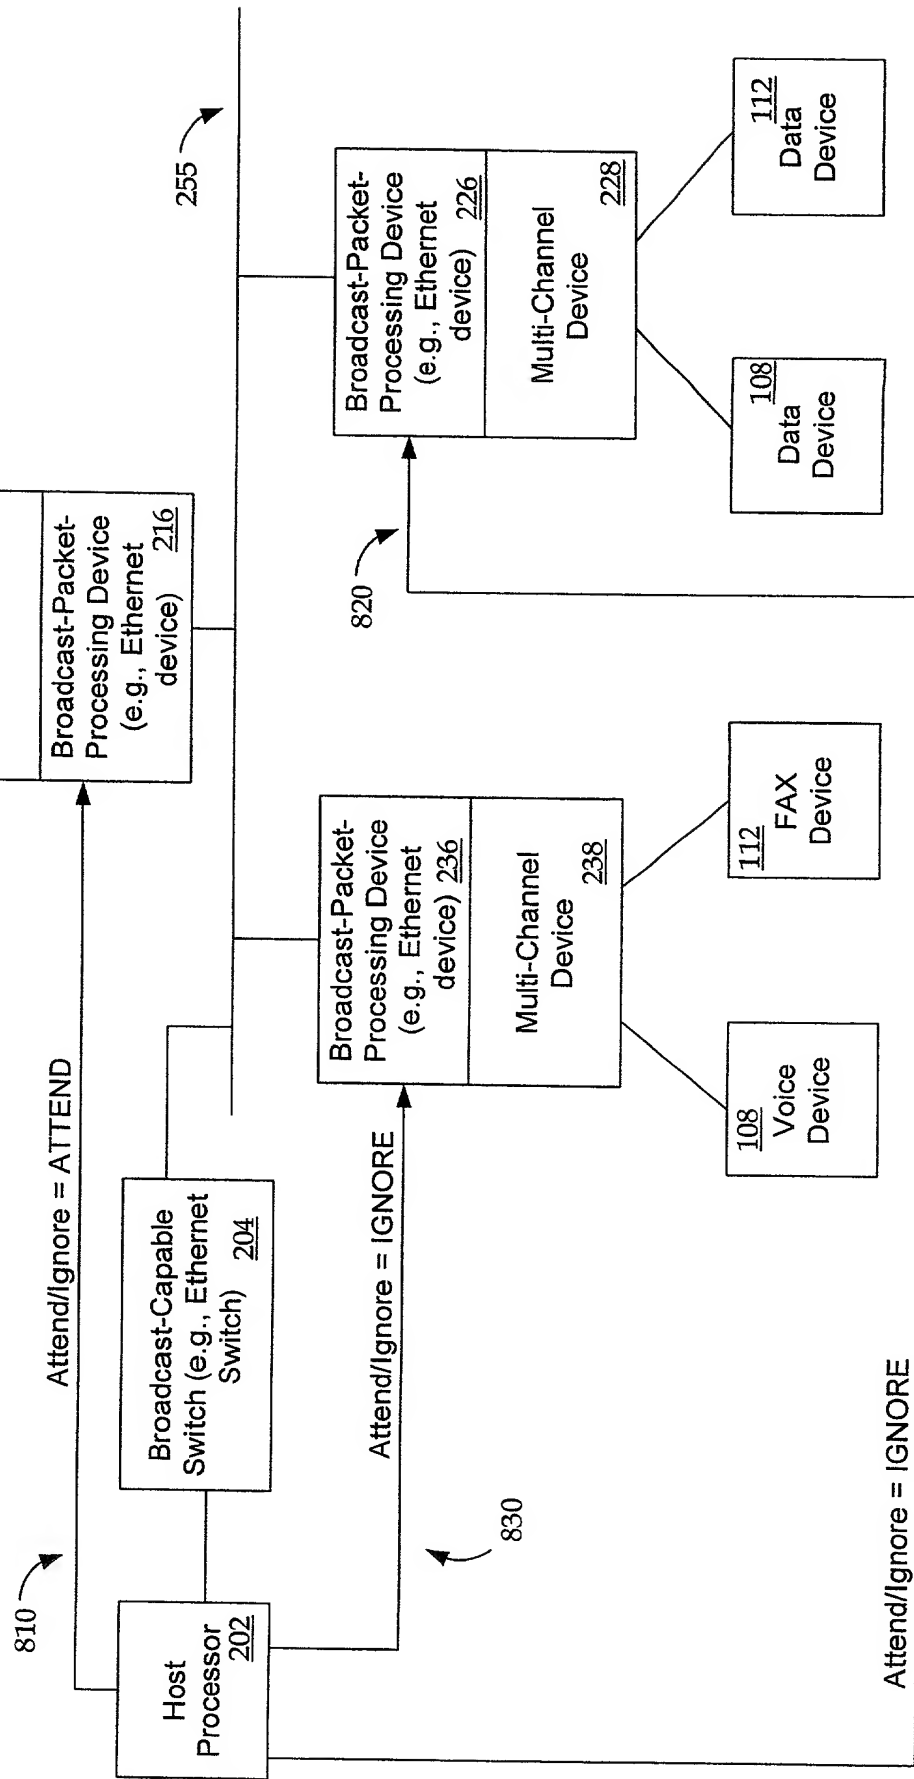 810
Attend/Ignore = ATTEND
Host
Processor
202
Broadcast-Capable
Switch (e.g., Ethernet
Switch) 204
Broadcast-Packet-
Processing Device
(e.g., Ethernet
device) 216
255
830
Attend/Ignore = IGNORE
Broadcast-Packet-
Processing Device
(e.g., Ethernet
device) 236
Multi-Channel
Device
238
108
Voice
Device
112
FAX
Device
820
Broadcast-Packet-
Processing Device
(e.g., Ethernet
device) 226
Multi-Channel
Device
228
108
Data
Device
112
Data
Device
Attend/Ignore = IGNORE